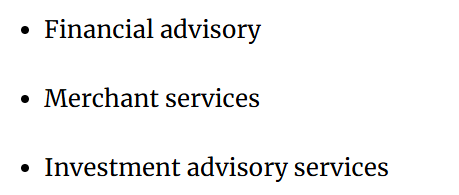 • Financial advisory
• Merchant services
• Investment advisory services